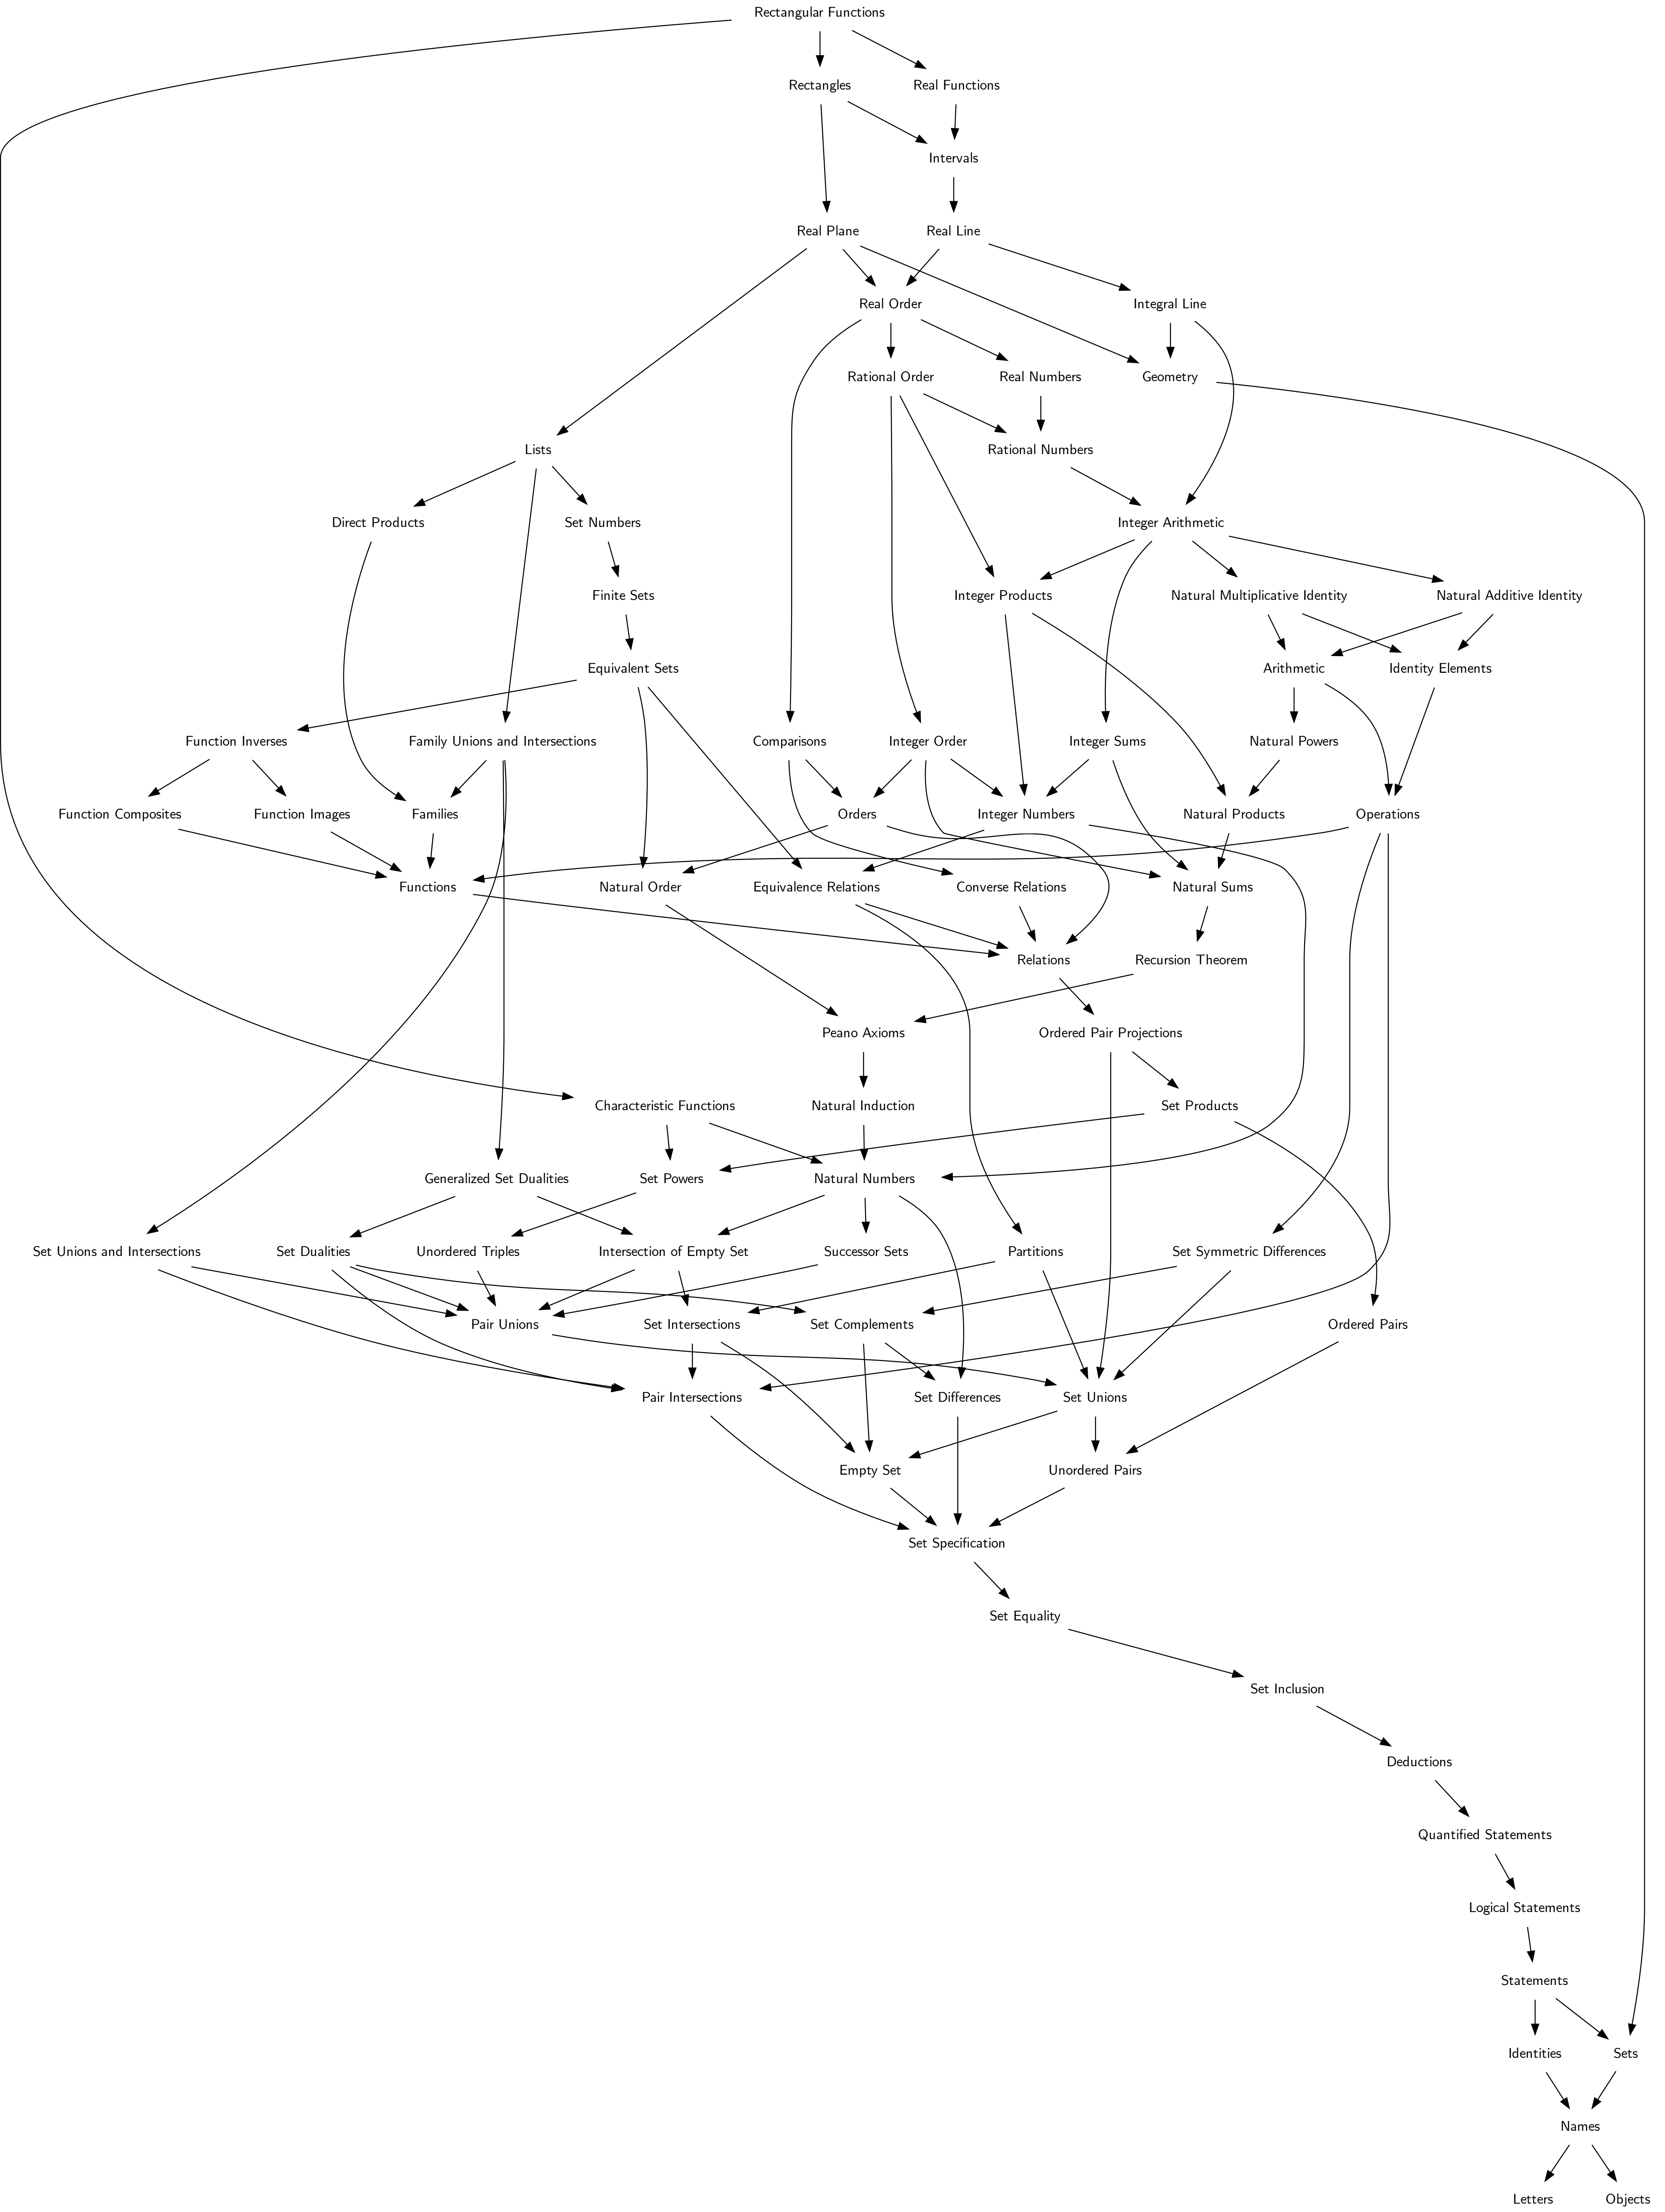 Rectangular Functions
Rectangles
Real Functions
Intervals
Real Plane
Real Line
Real Order
Integral Line
Rational Order
Real Numbers
Geometry
Lists
Rational Numbers
Direct Products
Set Numbers
Integer Arithmetic
Finite Sets
Integer Products
Natural Multiplicative Identity
Natural Additive Identity
Equivalent Sets
Arithmetic
Identity Elements
Function Inverses
Family Unions and Intersections
Comparisons
Integer Order
Integer Sums
Natural Powers
Function Composites
Function Images
Families
Orders
Integer Numbers
Natural Products
Operations
Functions
Natural Order
Equivalence Relations
Converse Relations
Natural Sums
Relations
Recursion Theorem
Peano Axioms
Ordered Pair Projections
Characteristic Functions
Natural Induction
Set Products
Generalized Set Dualities
Set Powers
Natural Numbers
Set Unions and Intersections
Set Dualities
Unordered Triples
Intersection of Empty Set
Successor Sets
Partitions
Set Symmetric Differences
Pair Unions
Set Intersections
Set Complements
Ordered Pairs
Pair Intersections
Set Differences
Set Unions
Empty Set
Unordered Pairs
Set Specification
Set Equality
Set Inclusion
Deductions
Quantified Statements
Logical Statements
Statements
Identities
Sets
Names
Letters
Objects